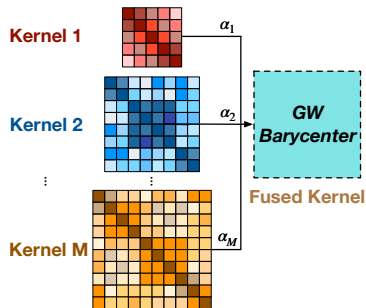 Kernel 1
α1
Kernel 2
α2
GW
Barycenter
Fused Kernel
...
...
Kernel M
αM